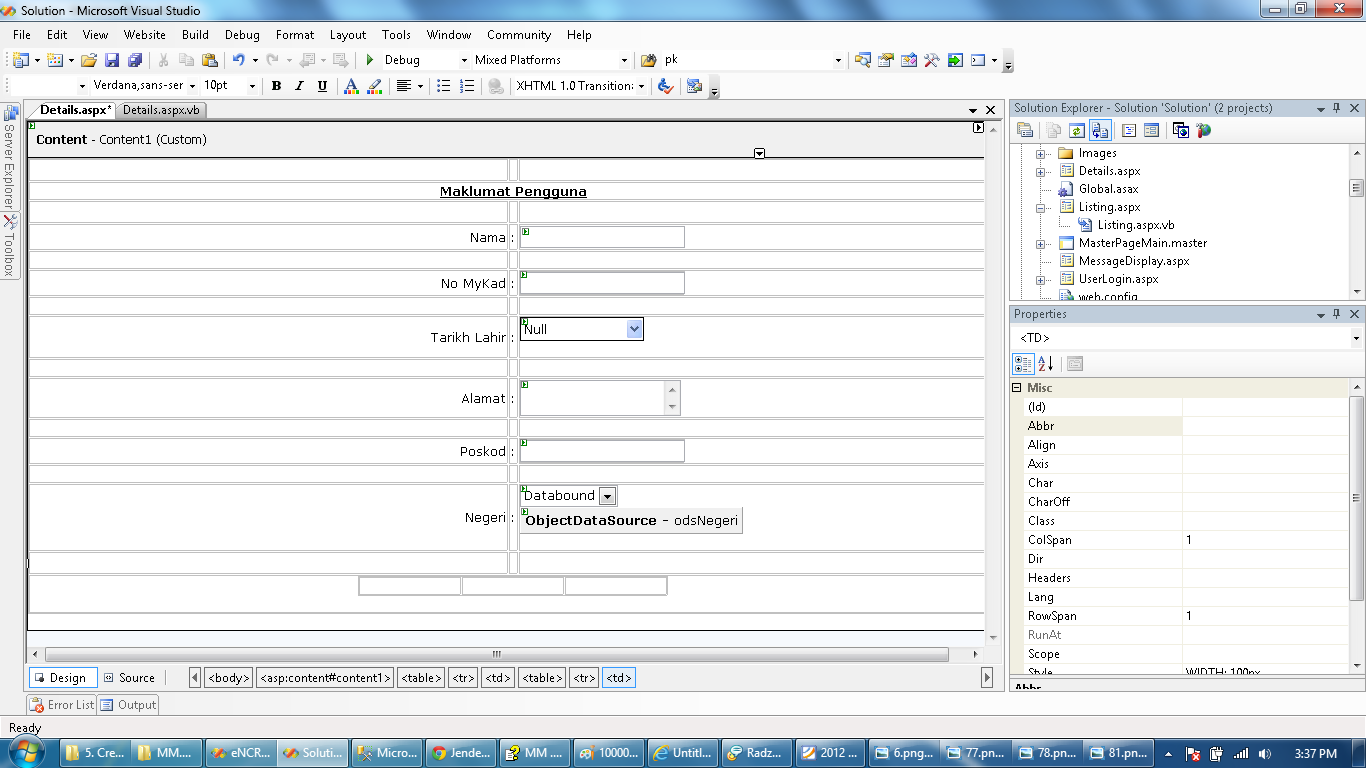 Solution - Microsoft Visual Studio
File Edit View Website Build Debug Format Layout Tools Window Community Help
Debug Mixed Platforms pk
Verdana,sans-ser 10pt B I U A XHTML 1.0 Transition:
Details.aspx* Details.aspx.vb
Server Explorer
Toolbox
Content - Content1 (Custom)
Maklumat Pengguna
Nama :
No MyKad :
Tarikh Lahir : Null
Alamat :
Poskod :
Negeri : Databound
ObjectDataSource - odsNegeri
Design Source <body> <asp:content#content1> <table> <tr> <td> <table> <tr> <td>
Error List Output
Ready
Solution Explorer - Solution 'Solution' (2 projects)
Images
Details.aspx
Global.asax
Listing.aspx
Listing.aspx.vb
MasterPageMain.master
MessageDisplay.aspx
UserLogin.aspx
web.config
Properties
<TD>
Misc
(Id)
Abbr
Align
Axis
Char
CharOff
Class
ColSpan 1
Dir
Headers
Lang
RowSpan 1
RunAt
Scope
Style WIDTH: 100px
Abbr
5. Cre... MM.... eNCR... Soluti... Micro... Jende... MM .... 10000... Untitl... Radz... 2012 ... 6.png... 77.pn... 78.pn... 81.pn... 3:37 PM